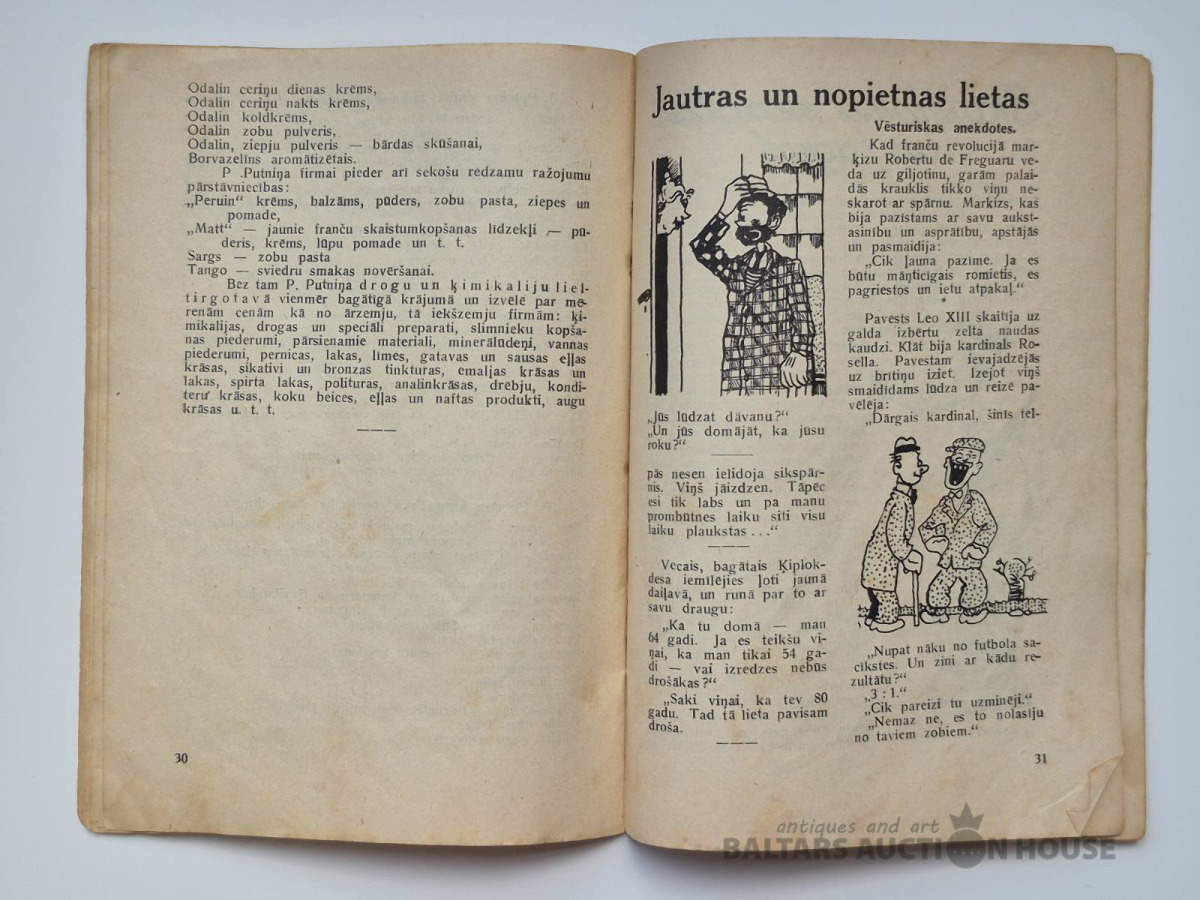 Odalin ceriņu dienas krēms,
Odalin ceriņu nakts krēms,
Odalin koldkrēms,
Odalin zobu pulveris,
Odalin, ziepju pulveris — bārdas skūšanai,
Borvazelīns aromātizētais.
P .Putniņa firmai pieder arī sekošu redzamu ražojumu
pārstāvniecības:
„Peruin“ krēms, balzāms, pūders, zobu pasta, ziepes un
pomade,
„Matt“ — jaunie franču skaistumkopšanas līdzekļi — pū-
deris, krēms, lūpu pomade un t. t.
Sargs — zobu pasta
Tango — sviedru smakas novēršanai.
Bez tam P. Putniņa drogu un ķimikaliju liel-
tirgotavā vienmēr bagātīgā krājumā un izvēlē par mē-
renām cenām kā no ārzemju, tā iekšzemju firmām: ķi-
mikalijas, drogas un speciāli preparati, slimnieku kopša-
nas piederumi, pārsienamie materiali, minerālūdeņi, vannas
piederumi, pernicas, lakas, līmes, gatavas un sausas eļļas
krāsas, sikativi un bronzas tinkturas, emaljas krāsas un
lakas, spirta lakas, polituras, analinkrāsas, drēbju, kondi-
teru krāsas, koku beices, eļļas un naftas produkti, augu
krāsas u. t. t.
30
Jautras un nopietnas lietas
„Jūs lūdzat dāvanu?“
„Un jūs domājāt, ka jūsu
roku?“
pās nesen ielidoja sikspār-
nis. Viņš jāizdzen. Tāpēc
esi tik labs un pa manu
prombūtnes laiku siti visu
laiku plaukstas . . .“
Vecais, bagātais Ķiplok-
desa iemīlējies ļoti jaunā
daiļavā, un runā par to ar
savu draugu:
„Ka tu domā — man
64 gadi. Ja es teikšu vi-
ņai, ka man tikai 54 ga-
di — vai izredzes nebūs
drošākas?“
„Saki viņai, ka tev 80
gadu. Tad tā lieta pavisam
droša.
Vēsturiskas anekdotes.
Kad franču revolucijā mar-
ķizu Robertu de Freguaru ve-
da uz giljotinu, garām palai-
dās krauklis tikko viņu ne-
skarot ar spārnu. Markīzs, kas
bija pazīstams ar savu aukst-
asinību un asprātību, apstājās
un pasmaidīja:
„Cik ļauna pazīme. Ja es
būtu māņticīgais romietis, es
pagriestos un ietu atpakaļ.“
Pavests Leo XIII skaitīja uz
galda izbērtu zelta naudas
kaudzi. Klāt bija kardinals Ro-
sella. Pavestam ievajadzējās
uz brītiņu iziet. Izejot viņš
smaidīdams lūdza un reizē pa-
vēlēja:
„Dārgais kardinal, šinīs tel-
„Nupat nāku no futbola sa-
cīkstes. Un zini ar kādu re-
zultātu?“
„3 : 1.“
„Cik pareizi tu uzminēji.“
„Nemaz ne, es to nolasīju
no taviem zobiem.“
31
antiques and art
BALTARS AUCTION HOUSE